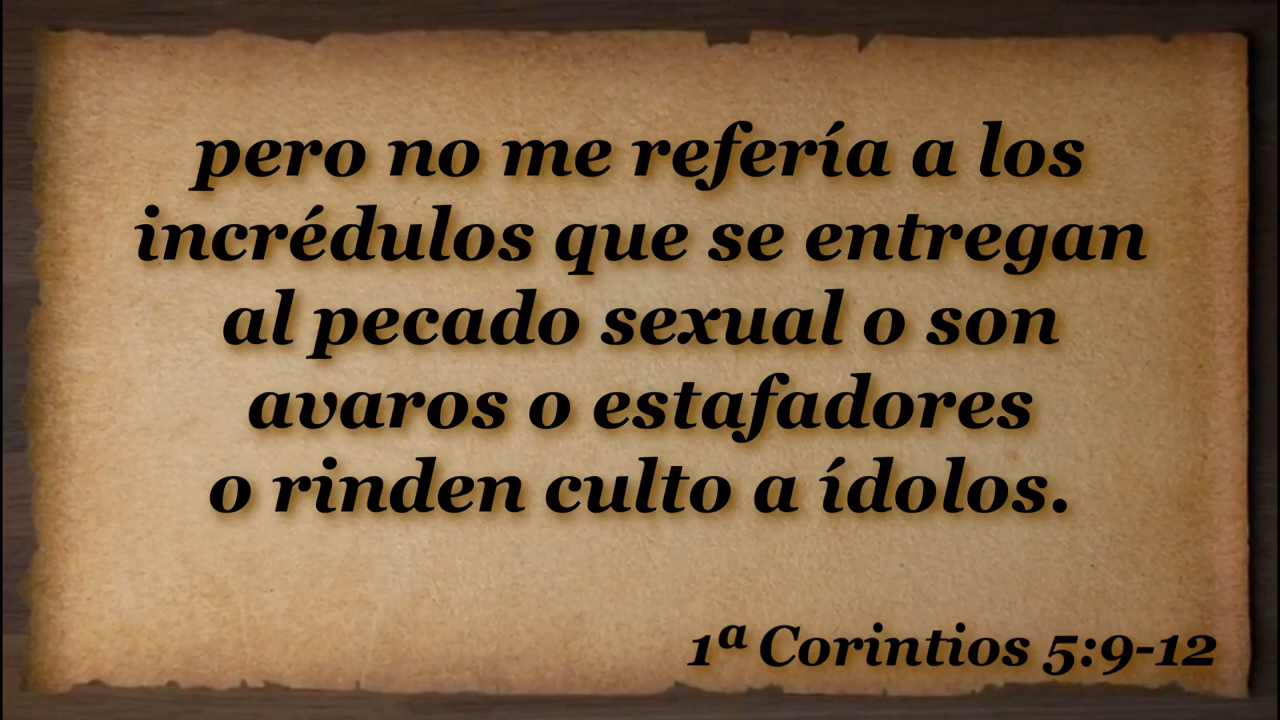 pero no me refería a los
incrédulos que se entregan
al pecado sexual o son
avaros o estafadores
o rinden culto a ídolos.
1ª Corintios 5:9-12